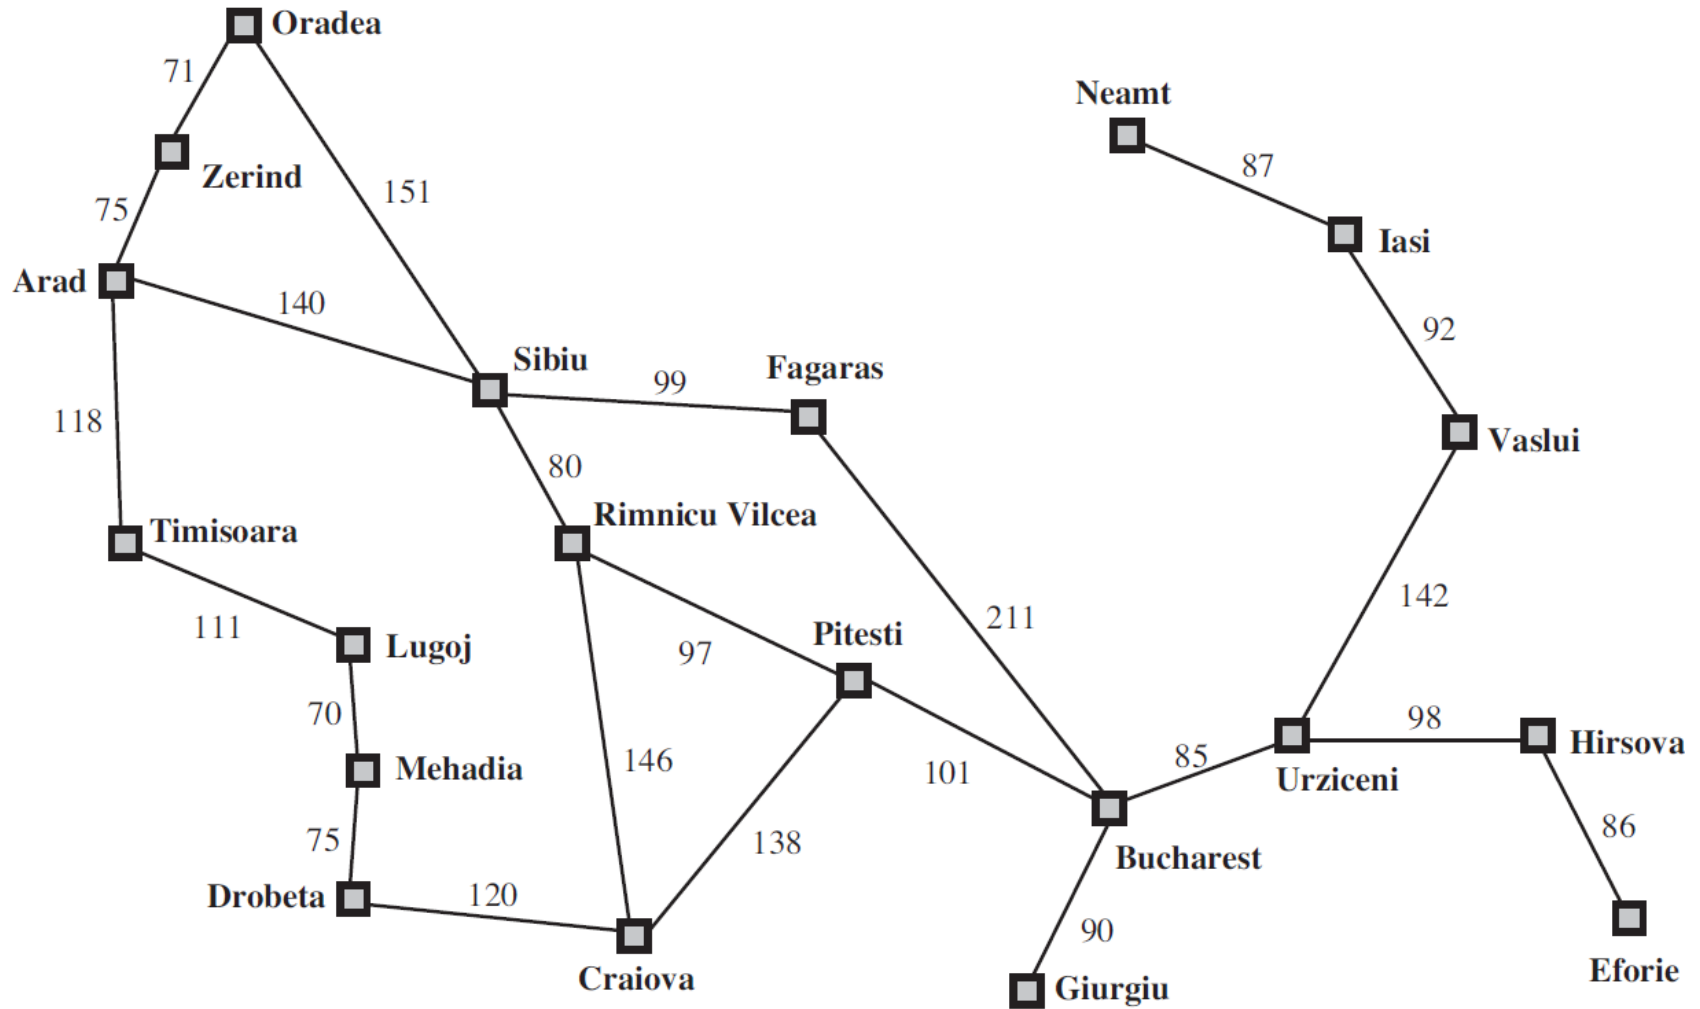 Oradea
71
Neamt
87
Zerind
151
75
Iasi
Arad
140
92
Sibiu
Fagaras
99
118
Vaslui
80
Rimnicu Vilcea
Timisoara
142
211
111
Pitesti
Lugoj
97
70
98
Hirsova
85
146
101
Mehadia
Urziceni
86
75
138
Bucharest
Drobeta
120
90
Craiova
Eforie
Giurgiu